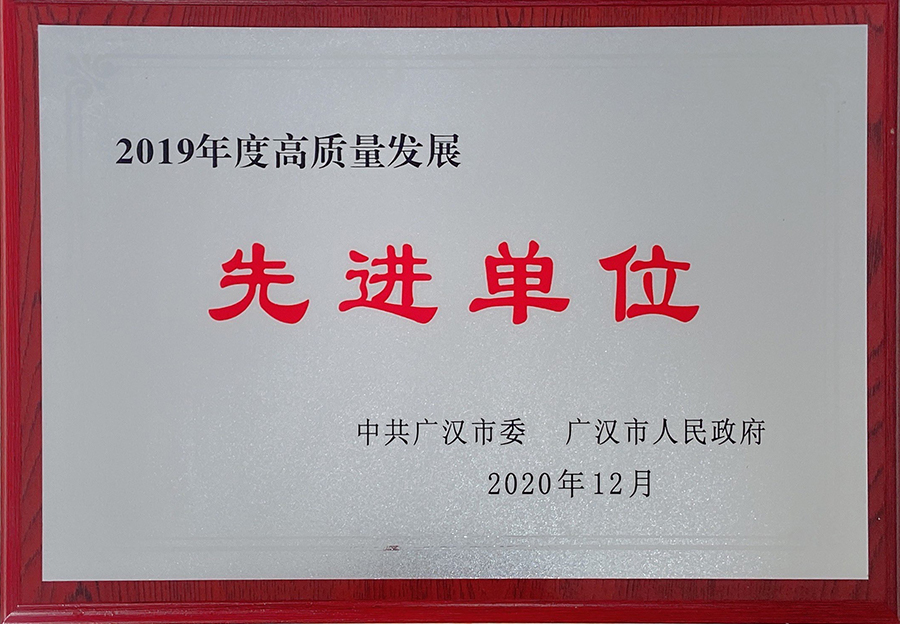 2019年度高质量发展
先进单位
中共广汉市委 广汉市人民政府
2020年12月